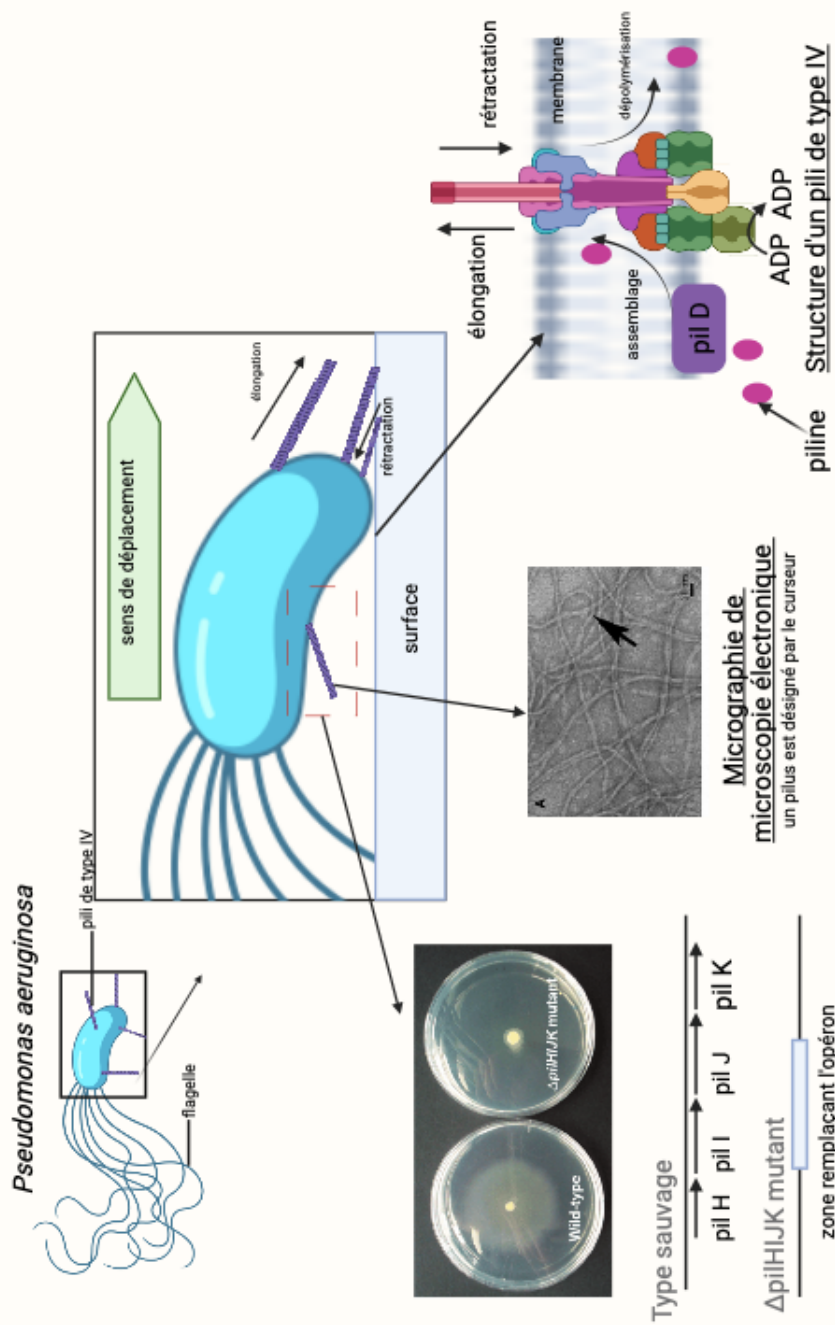 Pseudomonas aeruginosa
pili de type IV
flagelle
sens de déplacement
élongation
rétractation
surface
Wild-type
ΔpilHIJK mutant
Type sauvage
pil H
pil I
pil J
pil K
ΔpilHIJK mutant
zone remplacant l'opéron
A
Micrographie de
microscopie électronique
un pilus est désigné par le curseur
élongation
rétractation
membrane
assemblage
dépolymérisation
pil D
ADP
ADP
piline
Structure d'un pili de type IV